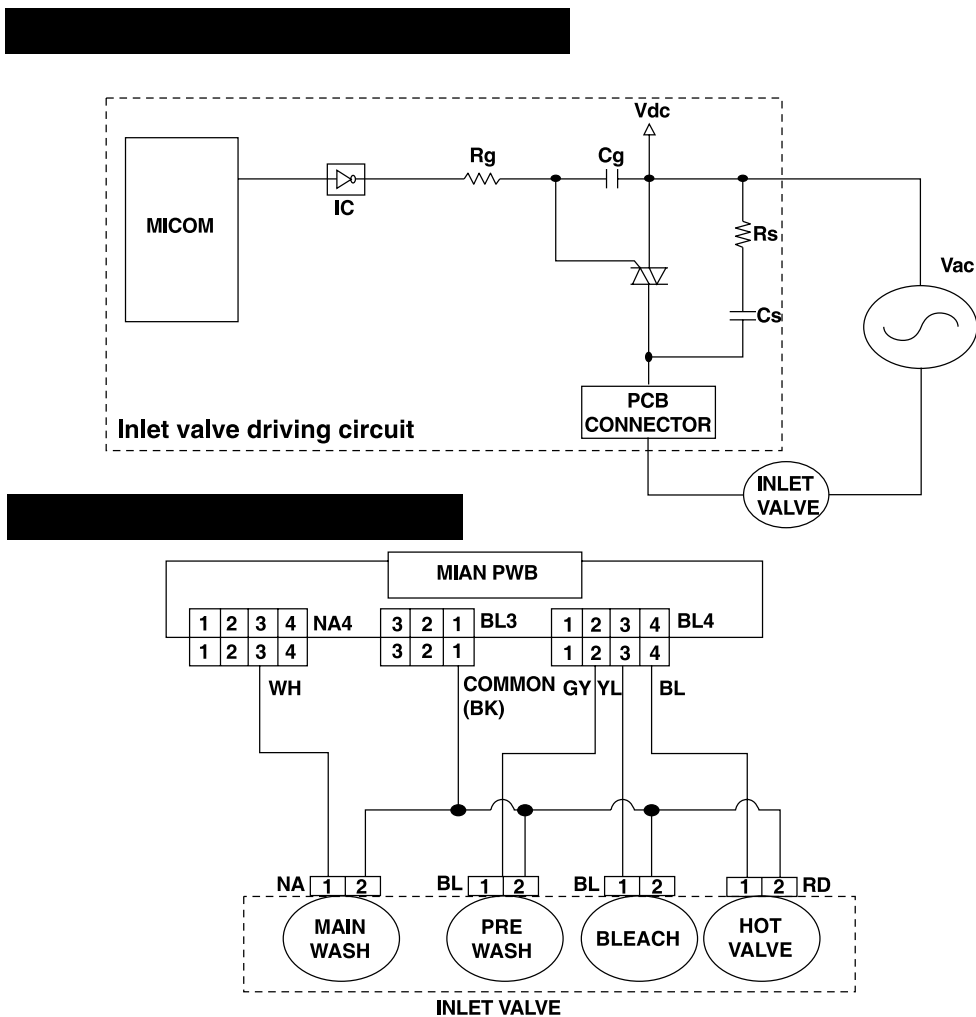 Vdc
Rg
Cg
IC
MICOM
Rs
Vac
Cs
PCB
CONNECTOR
Inlet valve driving circuit
INLET
VALVE
MIAN PWB
1 2 3 4 NA4 3 2 1 BL3 1 2 3 4 BL4
1 2 3 4 3 2 1 1 2 3 4
WH COMMON GY YL BL
(BK)
NA 1 2 BL 1 2 BL 1 2 1 2 RD
MAIN
WASH
PRE
WASH
BLEACH
HOT
VALVE
INLET VALVE